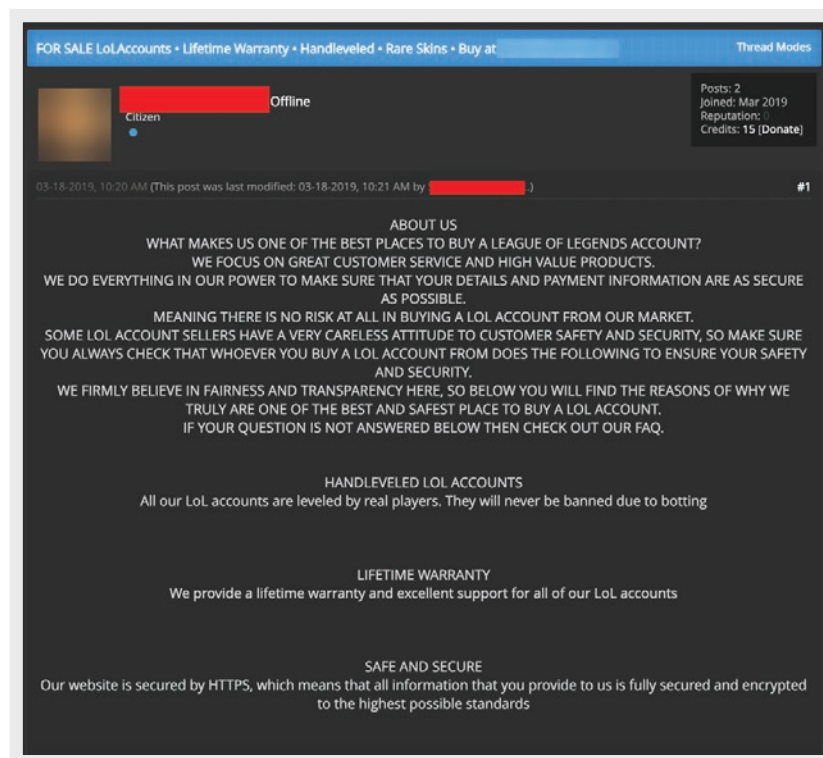 FOR SALE LoLAccounts • Lifetime Warranty • Handleveled • Rare Skins • Buy at
Thread Modes
Offline
Citizen
Posts: 2
Joined: Mar 2019
Reputation: 0
Credits: 15 [Donate]
03-18-2019, 10:20 AM (This post was last modified: 03-18-2019, 10:21 AM by .)
#1
ABOUT US
WHAT MAKES US ONE OF THE BEST PLACES TO BUY A LEAGUE OF LEGENDS ACCOUNT?
WE FOCUS ON GREAT CUSTOMER SERVICE AND HIGH VALUE PRODUCTS.
WE DO EVERYTHING IN OUR POWER TO MAKE SURE THAT YOUR DETAILS AND PAYMENT INFORMATION ARE AS SECURE
AS POSSIBLE.
MEANING THERE IS NO RISK AT ALL IN BUYING A LOL ACCOUNT FROM OUR MARKET.
SOME LOL ACCOUNT SELLERS HAVE A VERY CARELESS ATTITUDE TO CUSTOMER SAFETY AND SECURITY, SO MAKE SURE
YOU ALWAYS CHECK THAT WHOEVER YOU BUY A LOL ACCOUNT FROM DOES THE FOLLOWING TO ENSURE YOUR SAFETY
AND SECURITY.
WE FIRMLY BELIEVE IN FAIRNESS AND TRANSPARENCY HERE, SO BELOW YOU WILL FIND THE REASONS OF WHY WE
TRULY ARE ONE OF THE BEST AND SAFEST PLACE TO BUY A LOL ACCOUNT.
IF YOUR QUESTION IS NOT ANSWERED BELOW THEN CHECK OUT OUR FAQ.
HANDLEVELED LOL ACCOUNTS
All our LoL accounts are leveled by real players. They will never be banned due to botting
LIFETIME WARRANTY
We provide a lifetime warranty and excellent support for all of our LoL accounts
SAFE AND SECURE
Our website is secured by HTTPS, which means that all information that you provide to us is fully secured and encrypted
to the highest possible standards